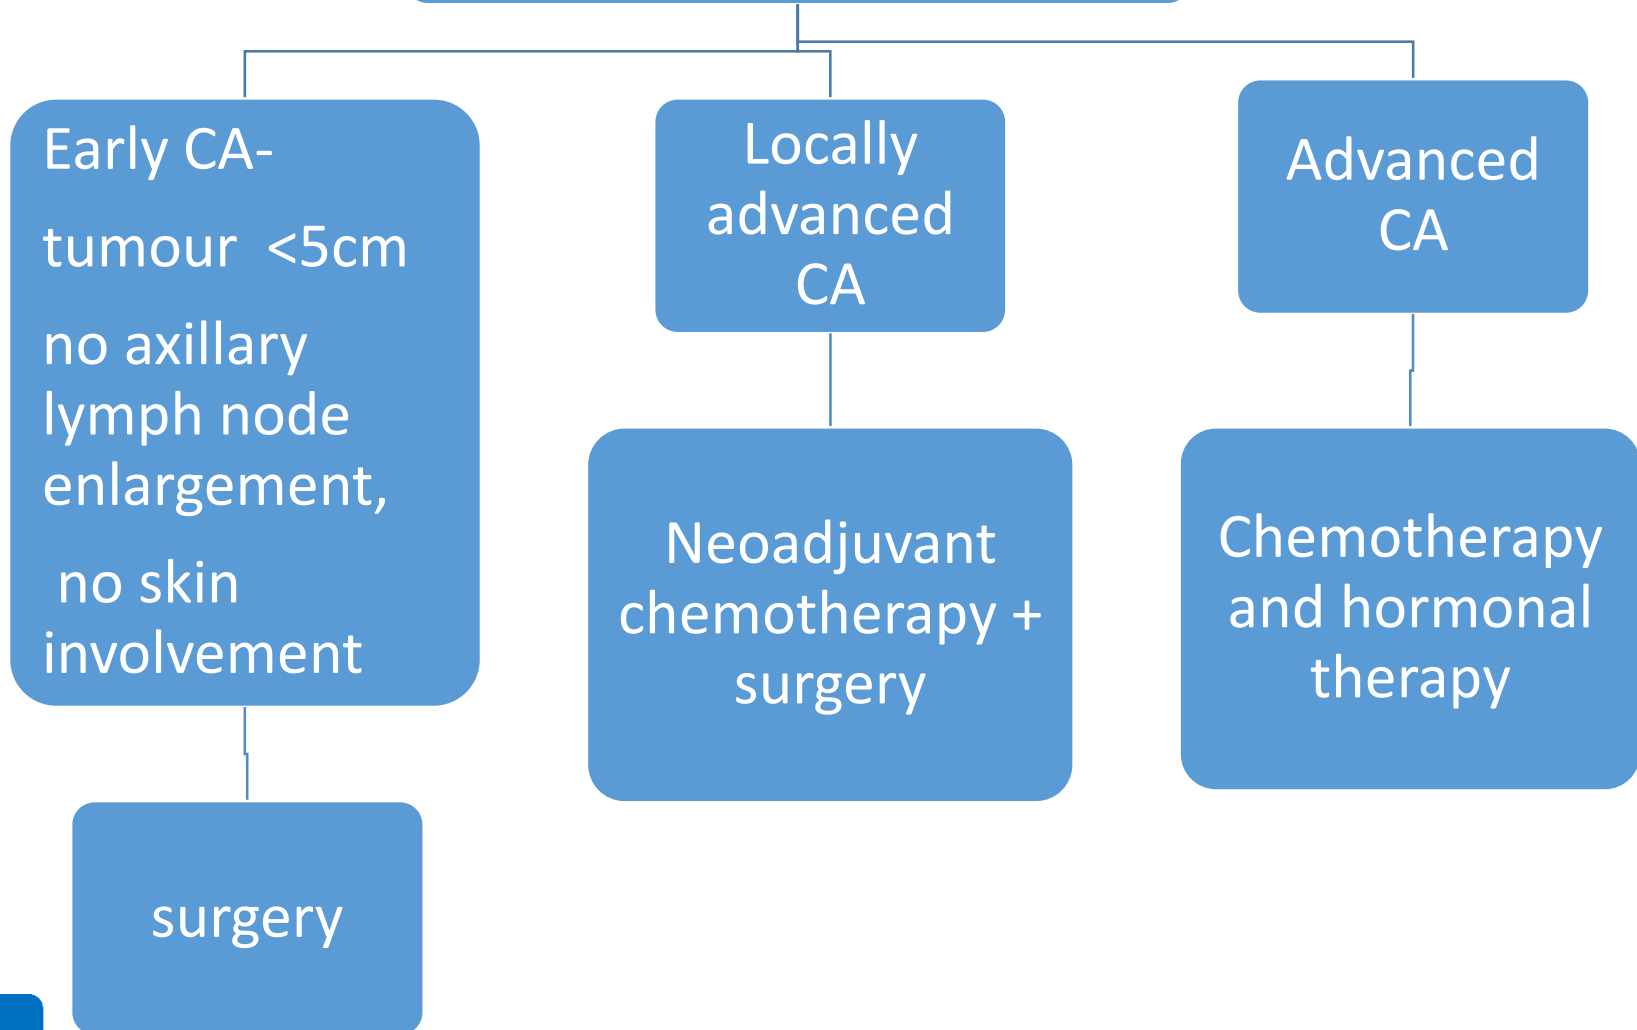 Early CA-
tumour <5cm
no axillary
lymph node
enlargement,
no skin
involvement
surgery
Locally
advanced
CA
Neoadjuvant
chemotherapy +
surgery
Advanced
CA
Chemotherapy
and hormonal
therapy